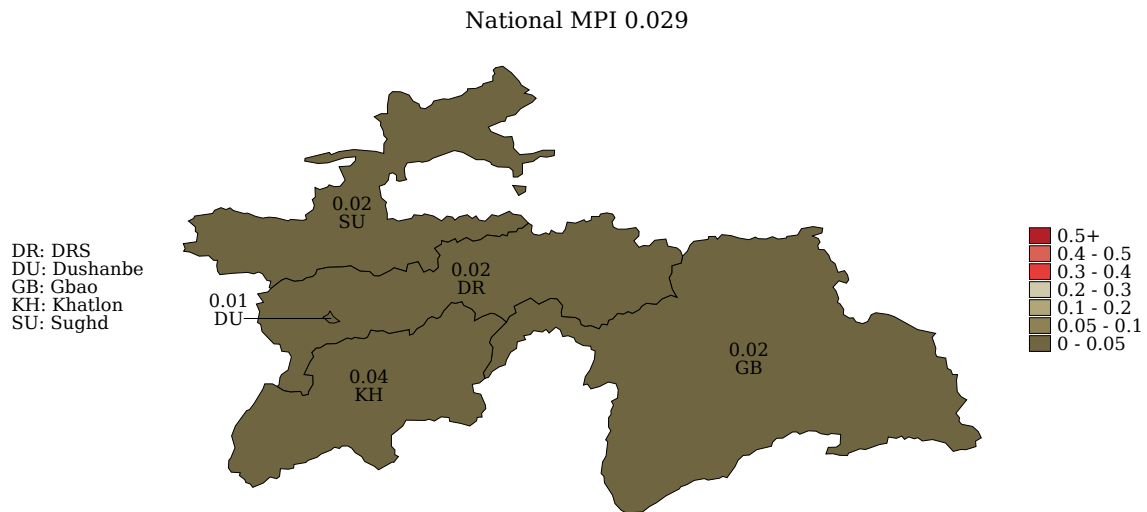 National MPI 0.029
DR: DRS
DU: Dushanbe
GB: Gbao
KH: Khatlon
SU: Sughd
0.02
SU
0.02
DR
0.01
DU
0.04
KH
0.02
GB
0.5+
0.4 - 0.5
0.3 - 0.4
0.2 - 0.3
0.1 - 0.2
0.05 - 0.1
0 - 0.05